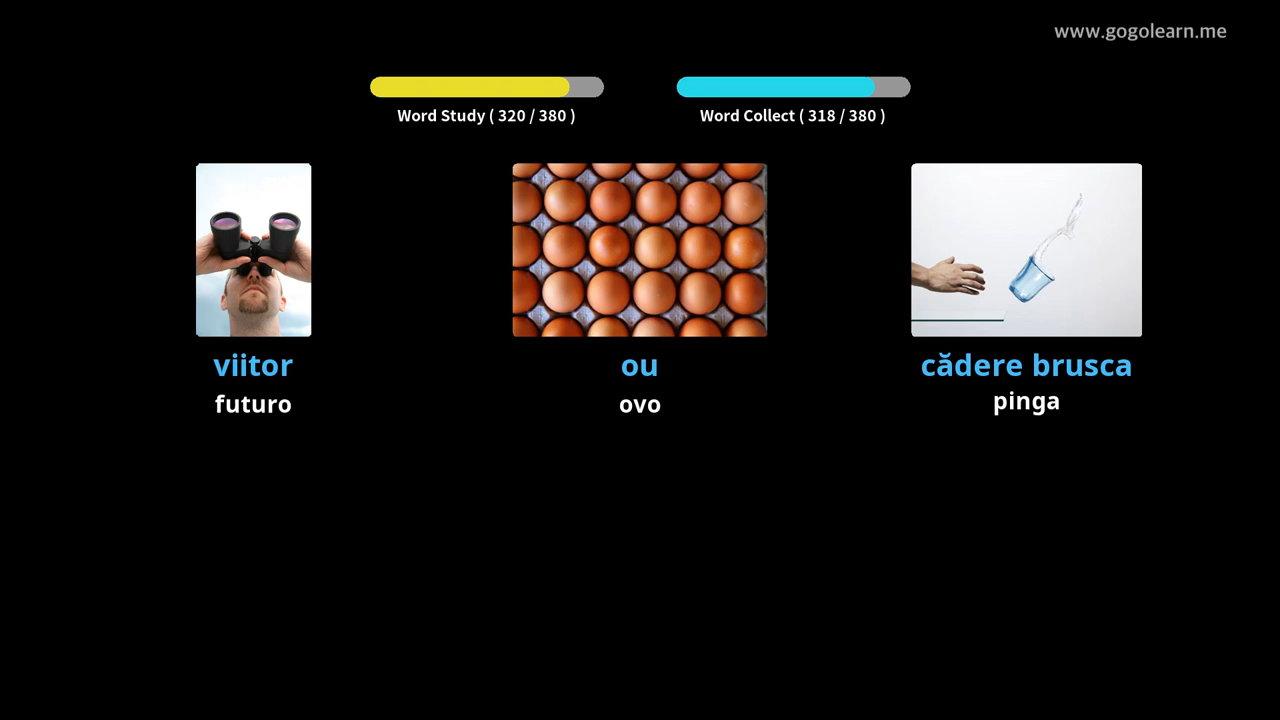 www.gogolearn.me
Word Study ( 320 / 380 )
Word Collect ( 318 / 380 )
viitor
futuro
ou
ovo
cădere brusca
pinga